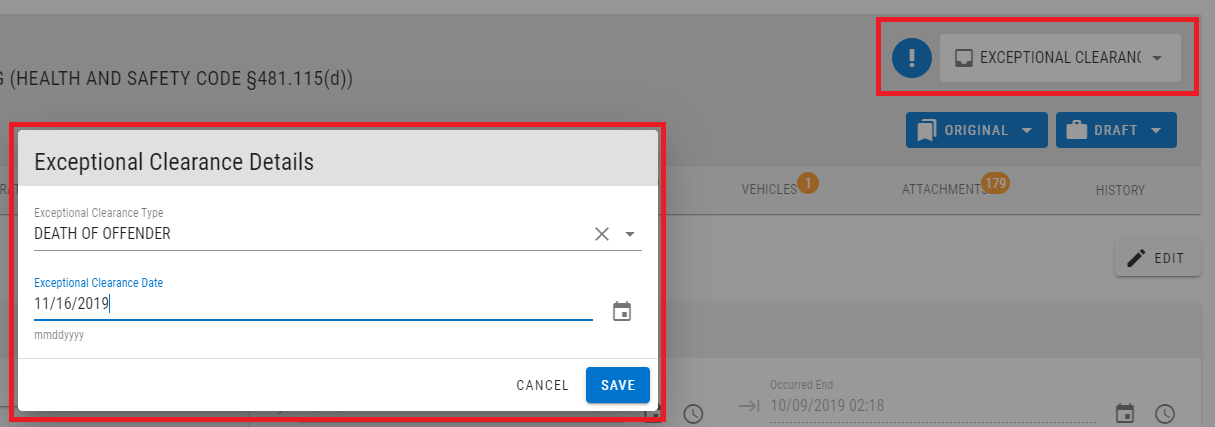 G (HEALTH AND SAFETY CODE §481.115(d))
!
EXCEPTIONAL CLEARANC
ORIGINAL
DRAFT
VEHICLES 1
ATTACHMENTS 179
HISTORY
EDIT
Exceptional Clearance Details
Exceptional Clearance Type
DEATH OF OFFENDER
Exceptional Clearance Date
11/16/2019
mmddyyyy
CANCEL
SAVE
Occurred End
10/09/2019 02:18